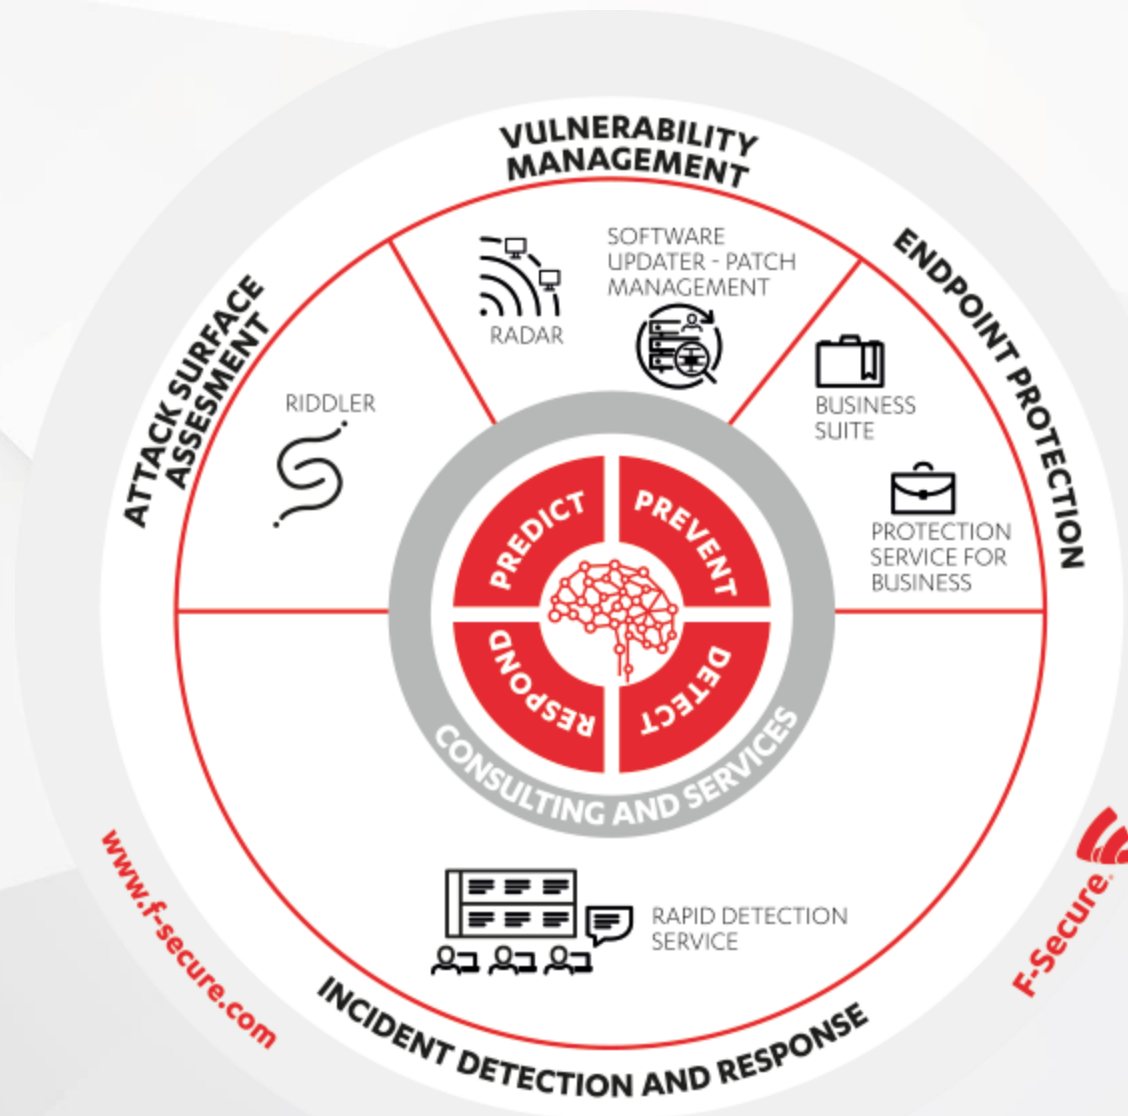 VULNERABILITY
MANAGEMENT
ATTACK SURFACE
ASSESMENT
ENDPOINT PROTECTION
RADAR
SOFTWARE
UPDATER - PATCH
MANAGEMENT
RIDDLER
BUSINESS
SUITE
PROTECTION
SERVICE FOR
BUSINESS
PREDICT
PREVENT
RESPOND
DETECT
CONSULTING AND SERVICES
RAPID DETECTION
SERVICE
INCIDENT DETECTION AND RESPONSE
www.f-secure.com
F-Secure.